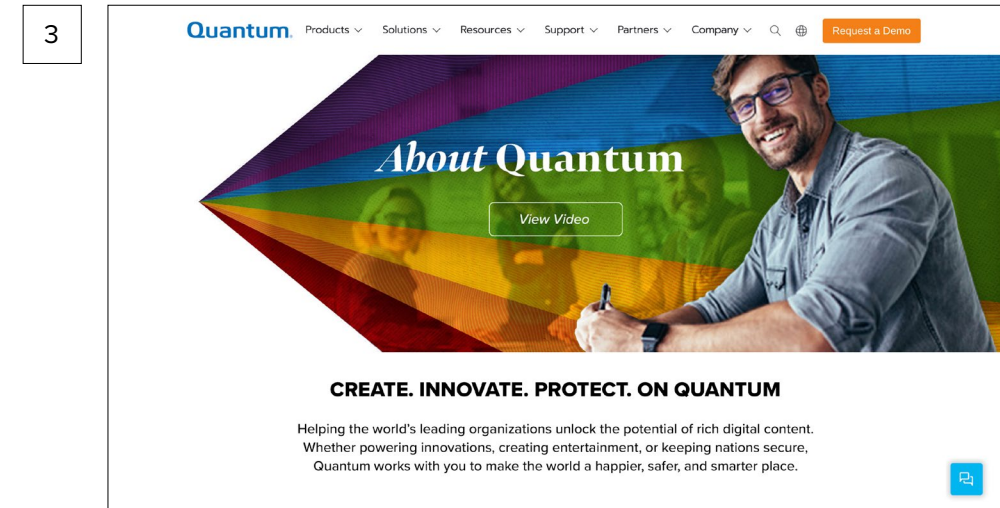 3
Quantum.
Products Solutions Resources Support Partners Company Request a Demo
About Quantum
View Video
CREATE. INNOVATE. PROTECT. ON QUANTUM
Helping the world’s leading organizations unlock the potential of rich digital content.
Whether powering innovations, creating entertainment, or keeping nations secure,
Quantum works with you to make the world a happier, safer, and smarter place.